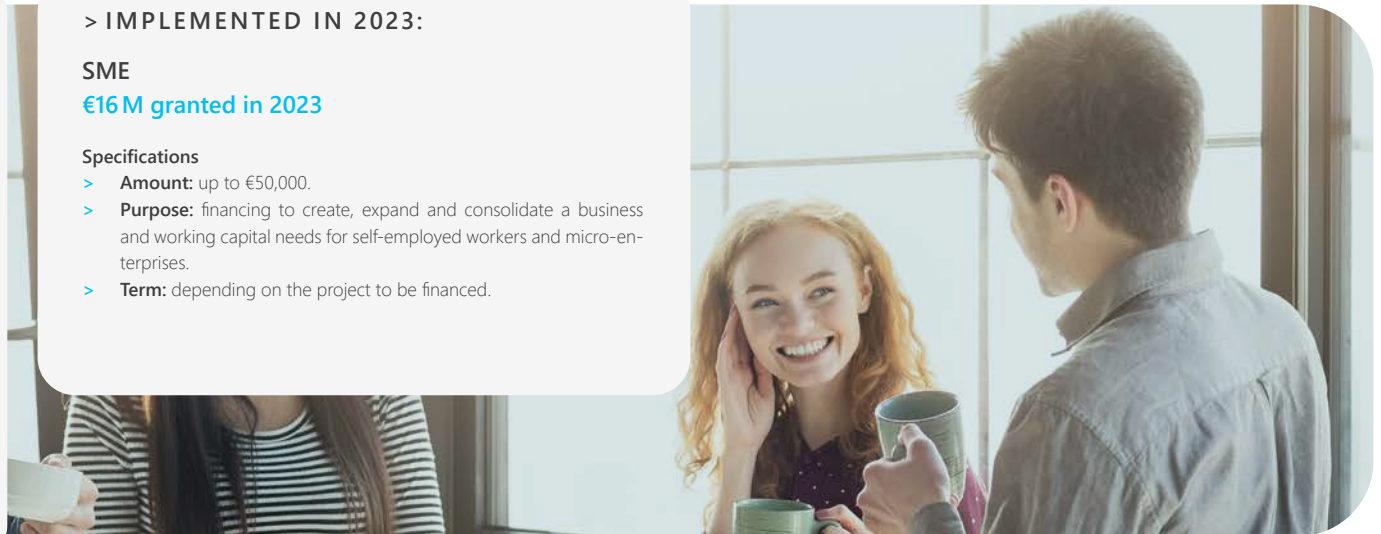 > IMPLEMENTED IN 2023:
SME
€16 M granted in 2023
Specifications
> Amount: up to €50,000.
> Purpose: financing to create, expand and consolidate a business
and working capital needs for self-employed workers and micro-en-
terprises.
> Term: depending on the project to be financed.